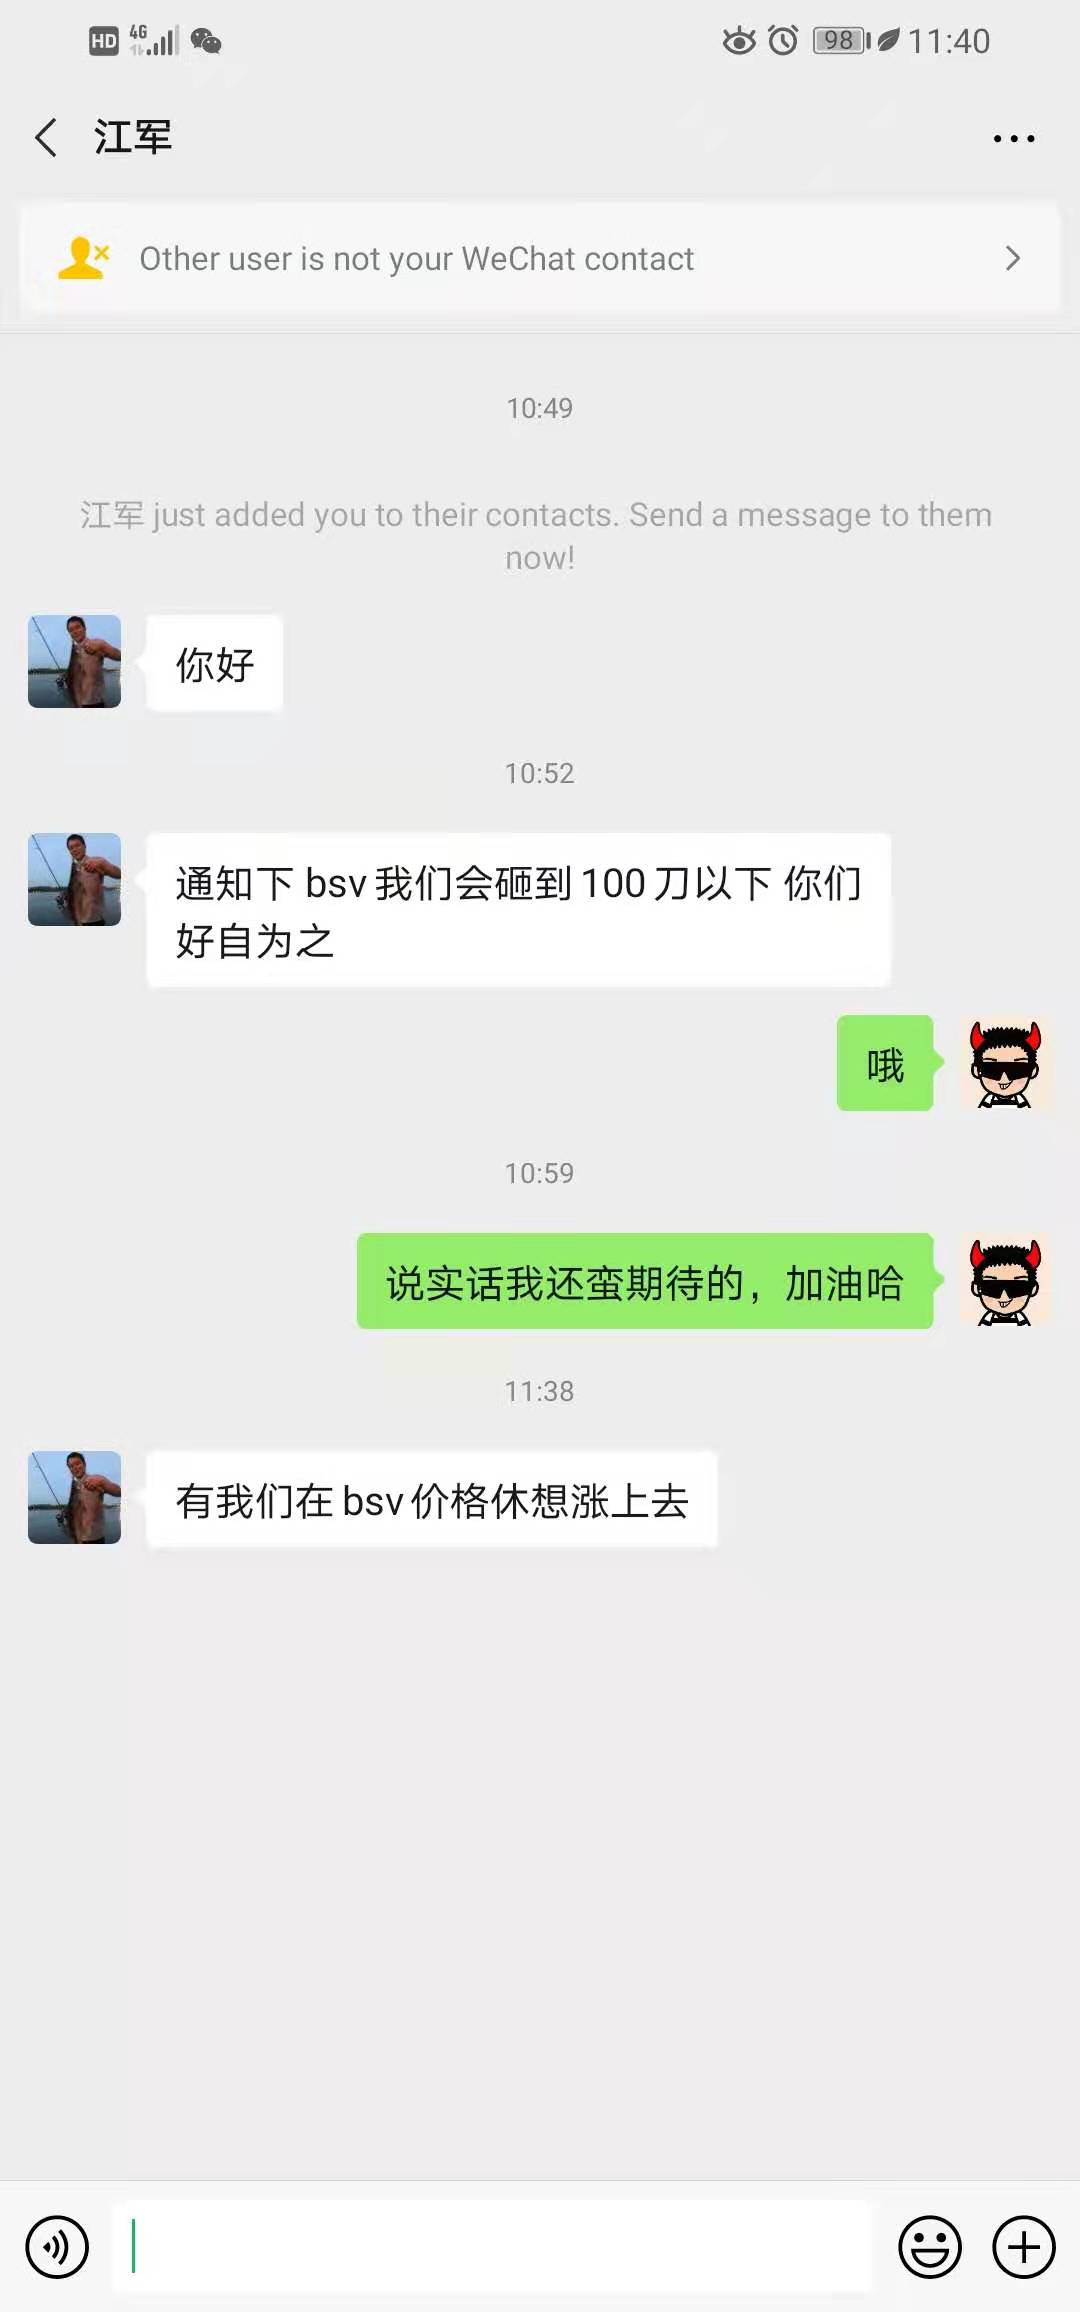 HD 4G 98 11:40
江军
Other user is not your WeChat contact
10:49
江军 just added you to their contacts. Send a message to them
now!
你好
10:52
通知下 bsv 我们会砸到 100 刀以下 你们
好自为之
哦
10:59
说实话我还蛮期待的，加油哈
11:38
有我们在 bsv 价格休想涨上去